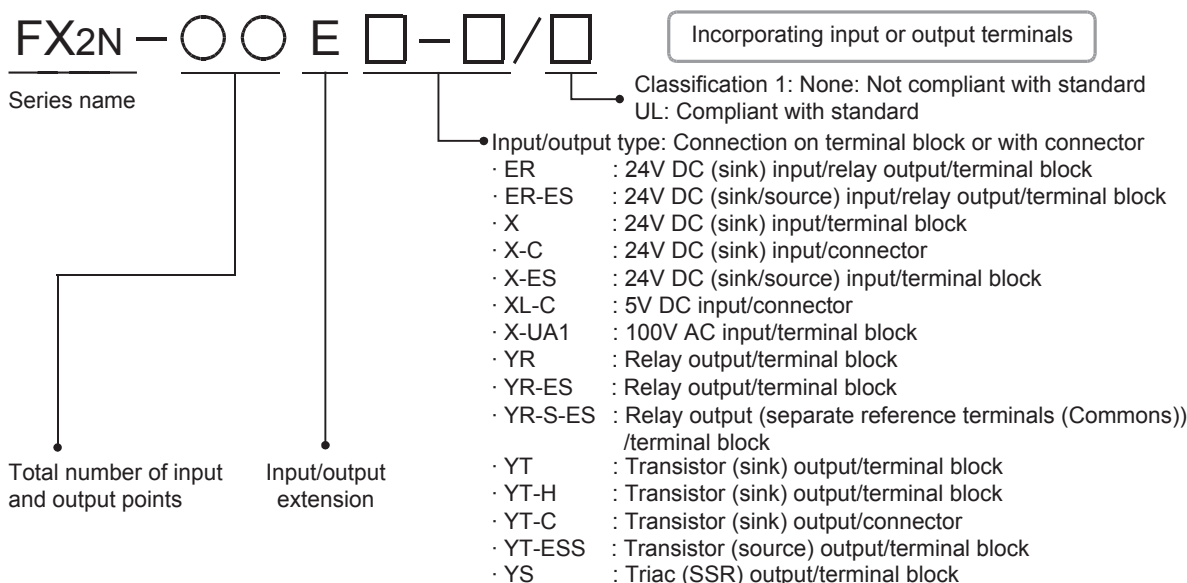 FX2N – ○○ E □ – □/□
Incorporating input or output terminals
Series name
Classification 1: None: Not compliant with standard
UL: Compliant with standard
Input/output type: Connection on terminal block or with connector
· ER : 24V DC (sink) input/relay output/terminal block
· ER-ES : 24V DC (sink/source) input/relay output/terminal block
· X : 24V DC (sink) input/terminal block
· X-C : 24V DC (sink) input/connector
· X-ES : 24V DC (sink/source) input/terminal block
· XL-C : 5V DC input/connector
· X-UA1 : 100V AC input/terminal block
· YR : Relay output/terminal block
· YR-ES : Relay output/terminal block
· YR-S-ES : Relay output (separate reference terminals (Commons))
/terminal block
· YT : Transistor (sink) output/terminal block
· YT-H : Transistor (sink) output/terminal block
· YT-C : Transistor (sink) output/connector
· YT-ESS : Transistor (source) output/terminal block
· YS : Triac (SSR) output/terminal block
Total number of input
and output points
Input/output
extension